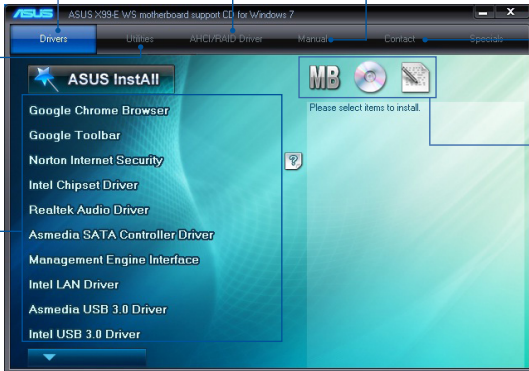 ASUS ASUS X99-E WS motherboard support CD for Windows 7
Drivers Utilities AHCI/RAID Driver Manual Contact Specials
ASUS InstAll
MB
Please select items to install.
Google Chrome Browser
Google Toolbar
Norton Internet Security
?
Intel Chipset Driver
Realtek Audio Driver
Asmedia SATA Controller Driver
Management Engine Interface
Intel LAN Driver
Asmedia USB 3.0 Driver
Intel USB 3.0 Driver